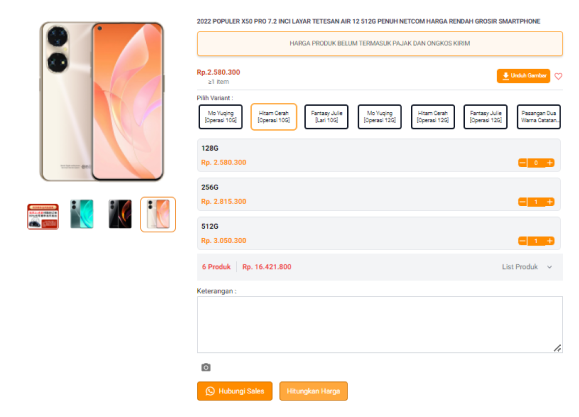 2022 POPULER X50 PRO 7.2 INCI LAYAR TETESAN AIR 12 512G PENUH NETCOM HARGA RENDAH GROSIR SMARTPHONE
HARGA PRODUK BELUM TERMASUK PAJAK DAN ONGKOS KIRIM
Rp.2.580.300
≥1 item
Unduh Gambar
Pilih Variant :
Mo Yuqing [Operasi 10G]
Hitam Cerah [Operasi 10G]
Fantasy Julie [Lari 10G]
Mo Yuqing [Operasi 12G]
Hitam Cerah [Operasi 12G]
Fantasy Julie [Operasi 12G]
Pasangan Dua Warna Catatan...
128G
Rp. 2.580.300
256G
Rp. 2.815.300
1
512G
Rp. 3.050.300
1
6 Produk
Rp. 16.421.800
List Produk
Keterangan :
Hubungi Sales
Hitungkan Harga